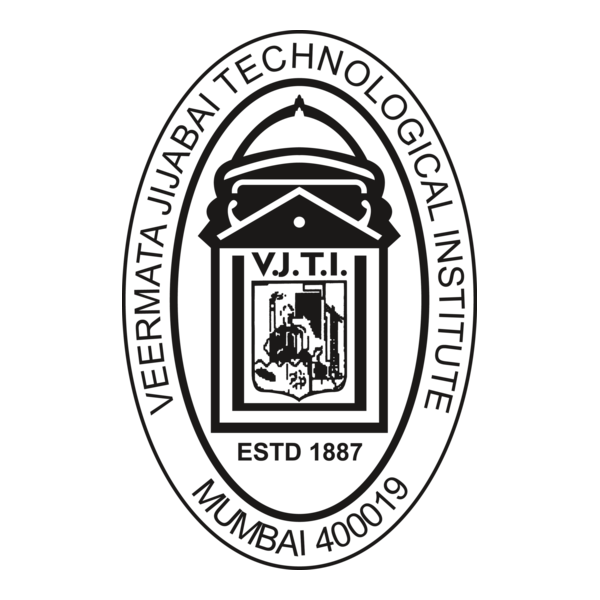 VEERMATA JIJABAI TECHNOLOGICAL INSTITUTE
V.J.T.I.
ESTD 1887
MUMBAI 400019